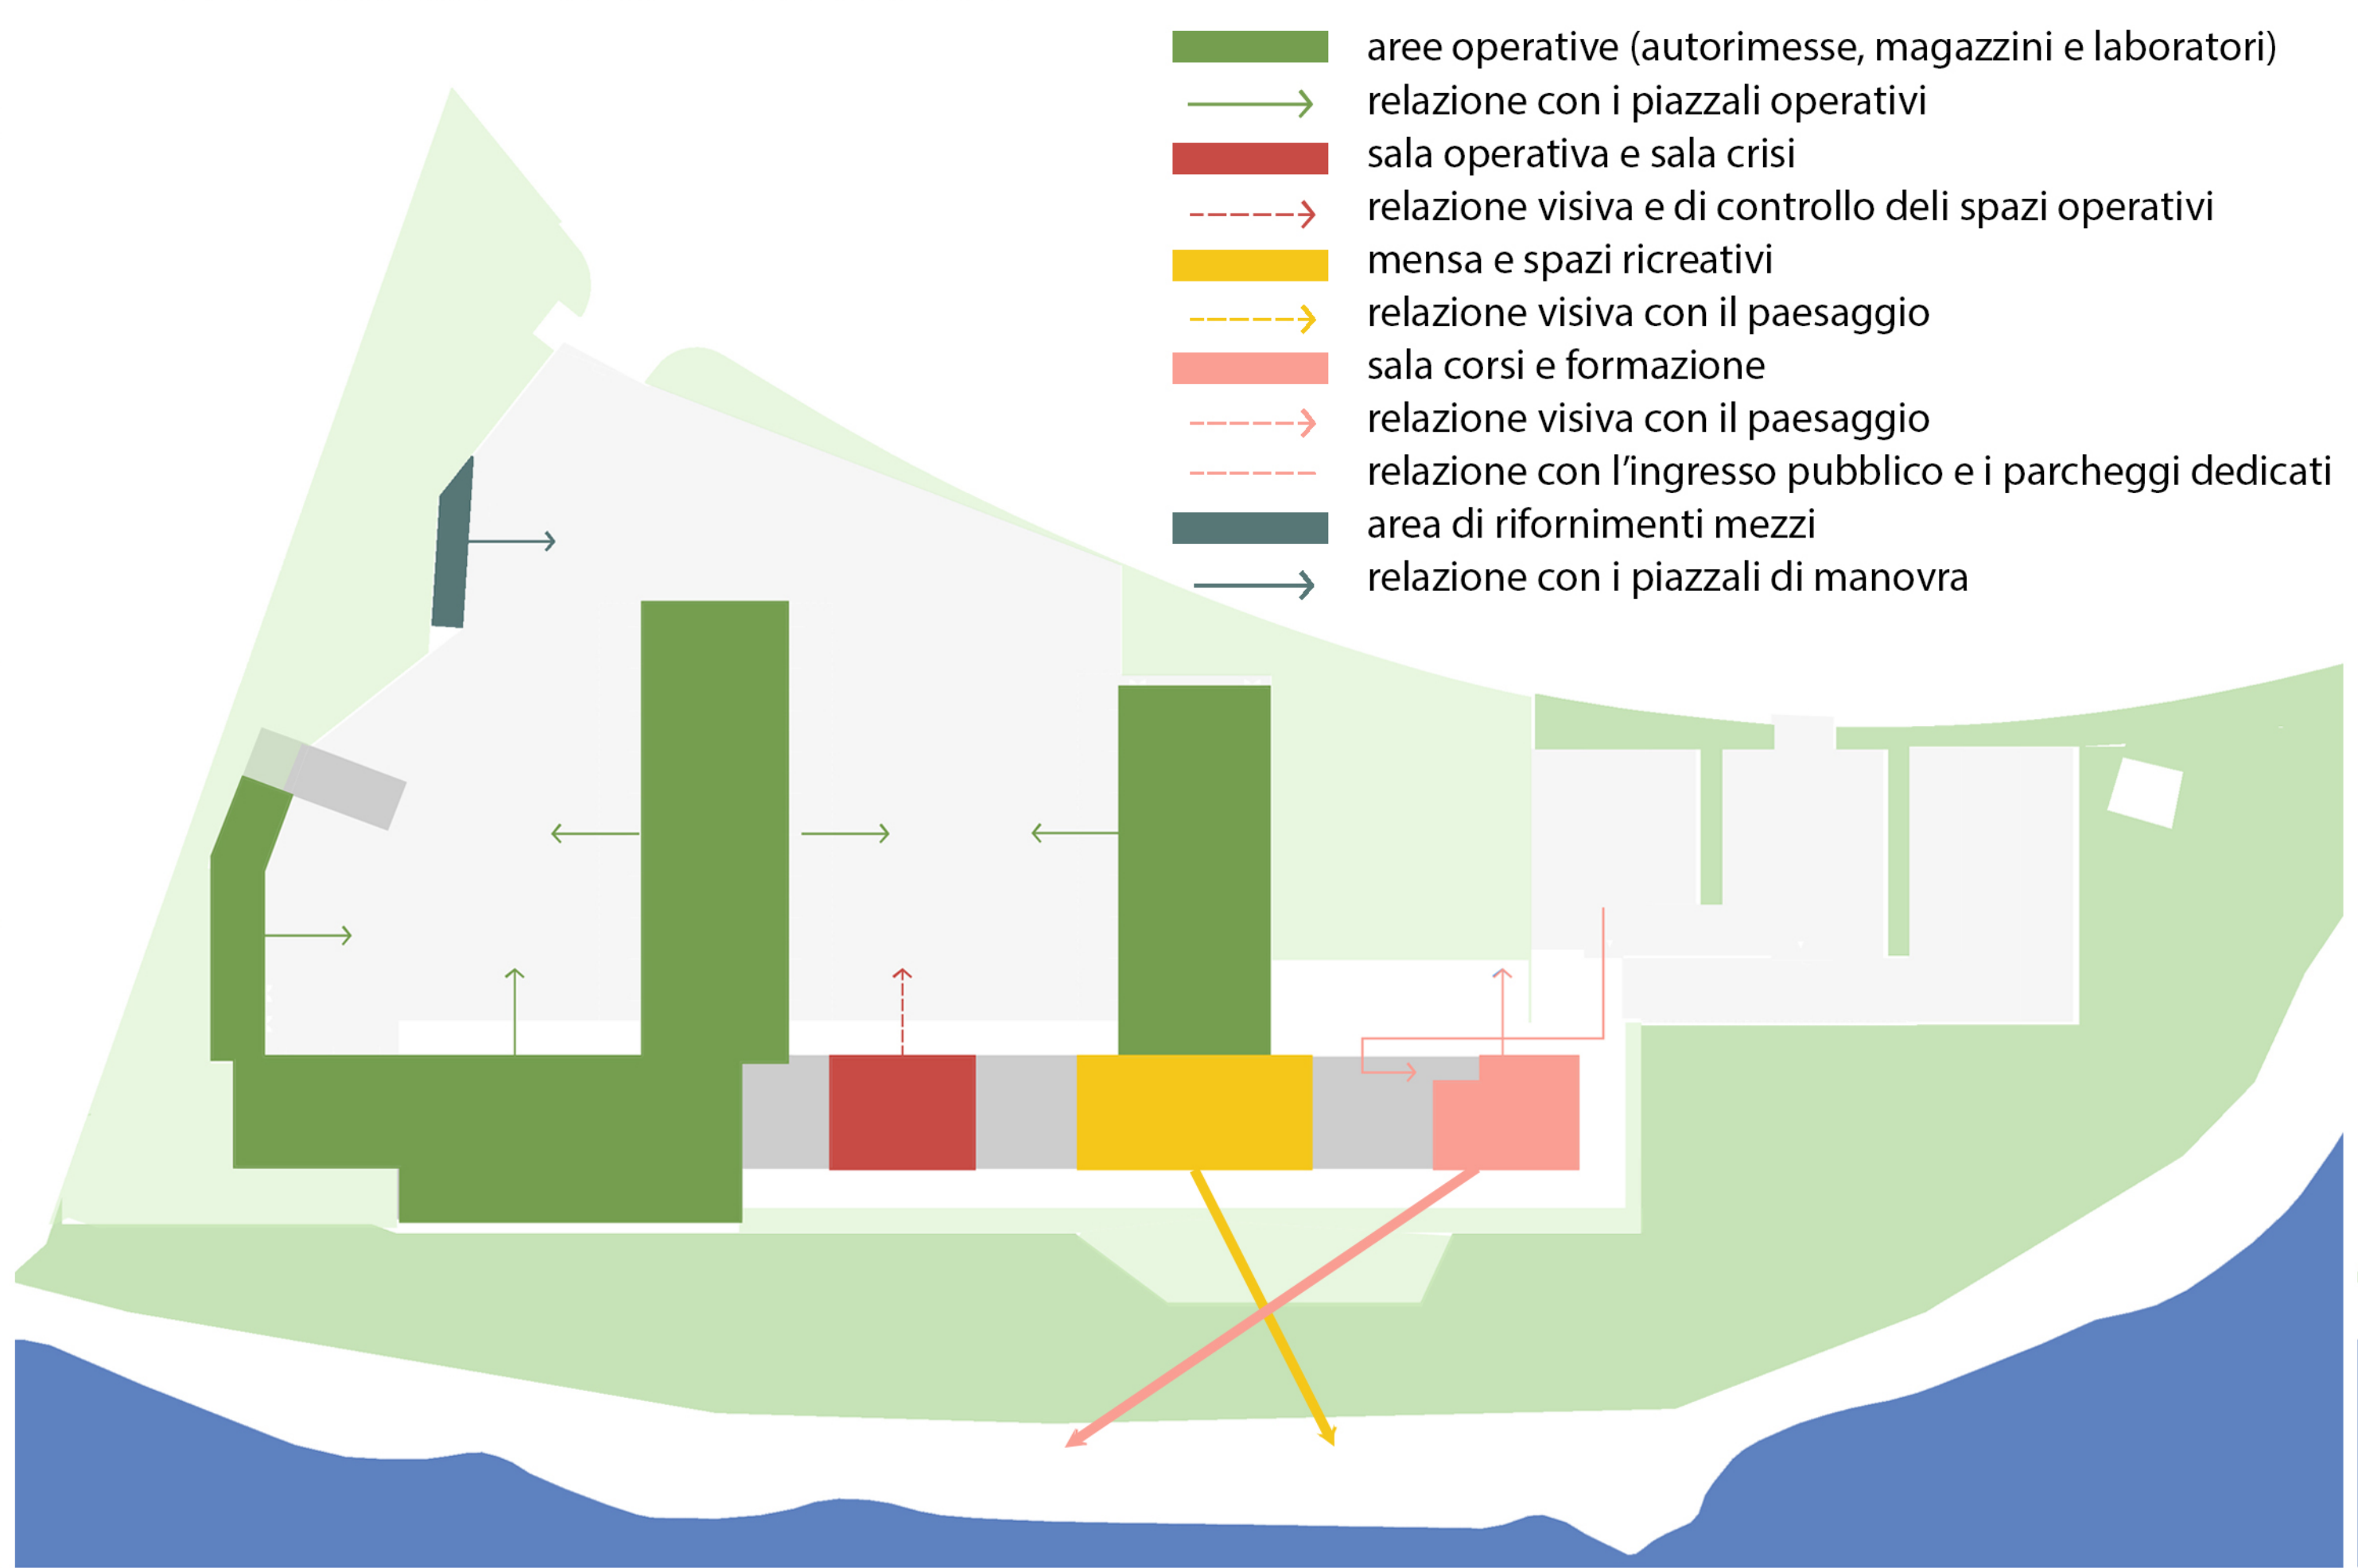 aree operative (autorimesse, magazzini e laboratori)
relazione con i piazzali operativi
sala operativa e sala crisi
relazione visiva e di controllo deli spazi operativi
mensa e spazi ricreativi
relazione visiva con il paesaggio
sala corsi e formazione
relazione visiva con il paesaggio
relazione con l’ingresso pubblico e i parcheggi dedicati
area di rifornimenti mezzi
relazione con i piazzali di manovra